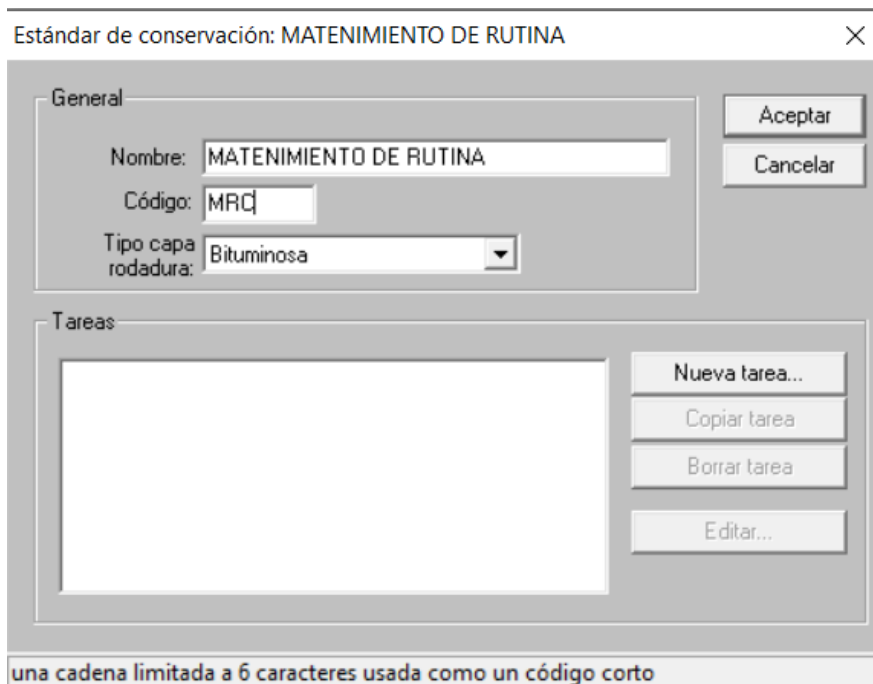 Estándar de conservación: MATENIMIENTO DE RUTINA
General
Nombre: MATENIMIENTO DE RUTINA
Código: MRC
Tipo capa
rodadura: Bituminosa
Aceptar
Cancelar
Tareas
Nueva tarea...
Copiar tarea
Borrar tarea
Editar...
una cadena limitada a 6 caracteres usada como un código corto